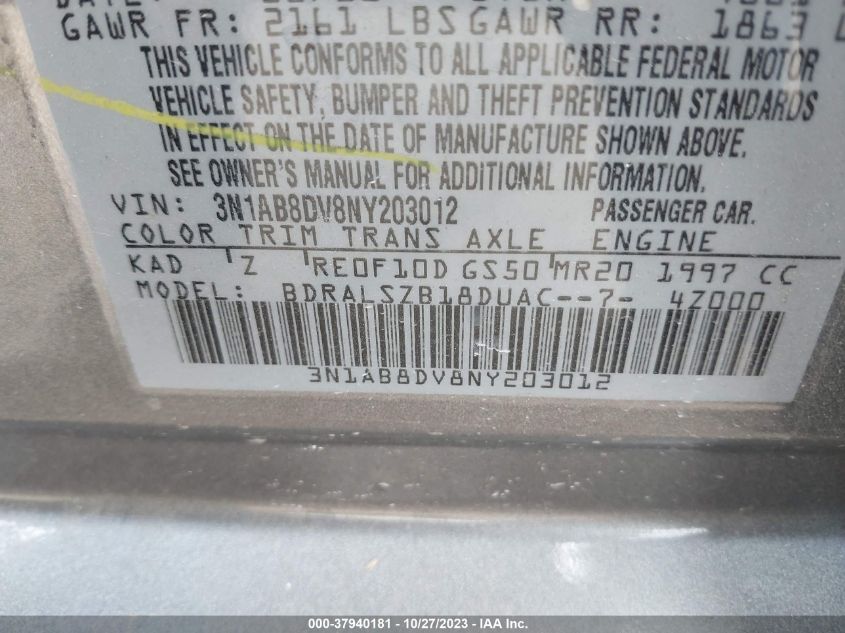 GAWR FR: 2161 LBS GAWR RR: 1863
THIS VEHICLE CONFORMS TO ALL APPLICABLE FEDERAL MOTOR
VEHICLE SAFETY, BUMPER AND THEFT PREVENTION STANDARDS
IN EFFECT ON THE DATE OF MANUFACTURE SHOWN ABOVE.
SEE OWNER'S MANUAL FOR ADDITIONAL INFORMATION.
VIN: 3N1AB8DV8NY203012 PASSENGER CAR.
COLOR TRIM TRANS AXLE ENGINE
KAD Z RE0F10D GS50 MR20 1997 CC
MODEL: BDRALSZB18DUAC--7- 4Z000
3N1AB8DV8NY203012
000-37940181 - 10/27/2023 - IAA Inc.